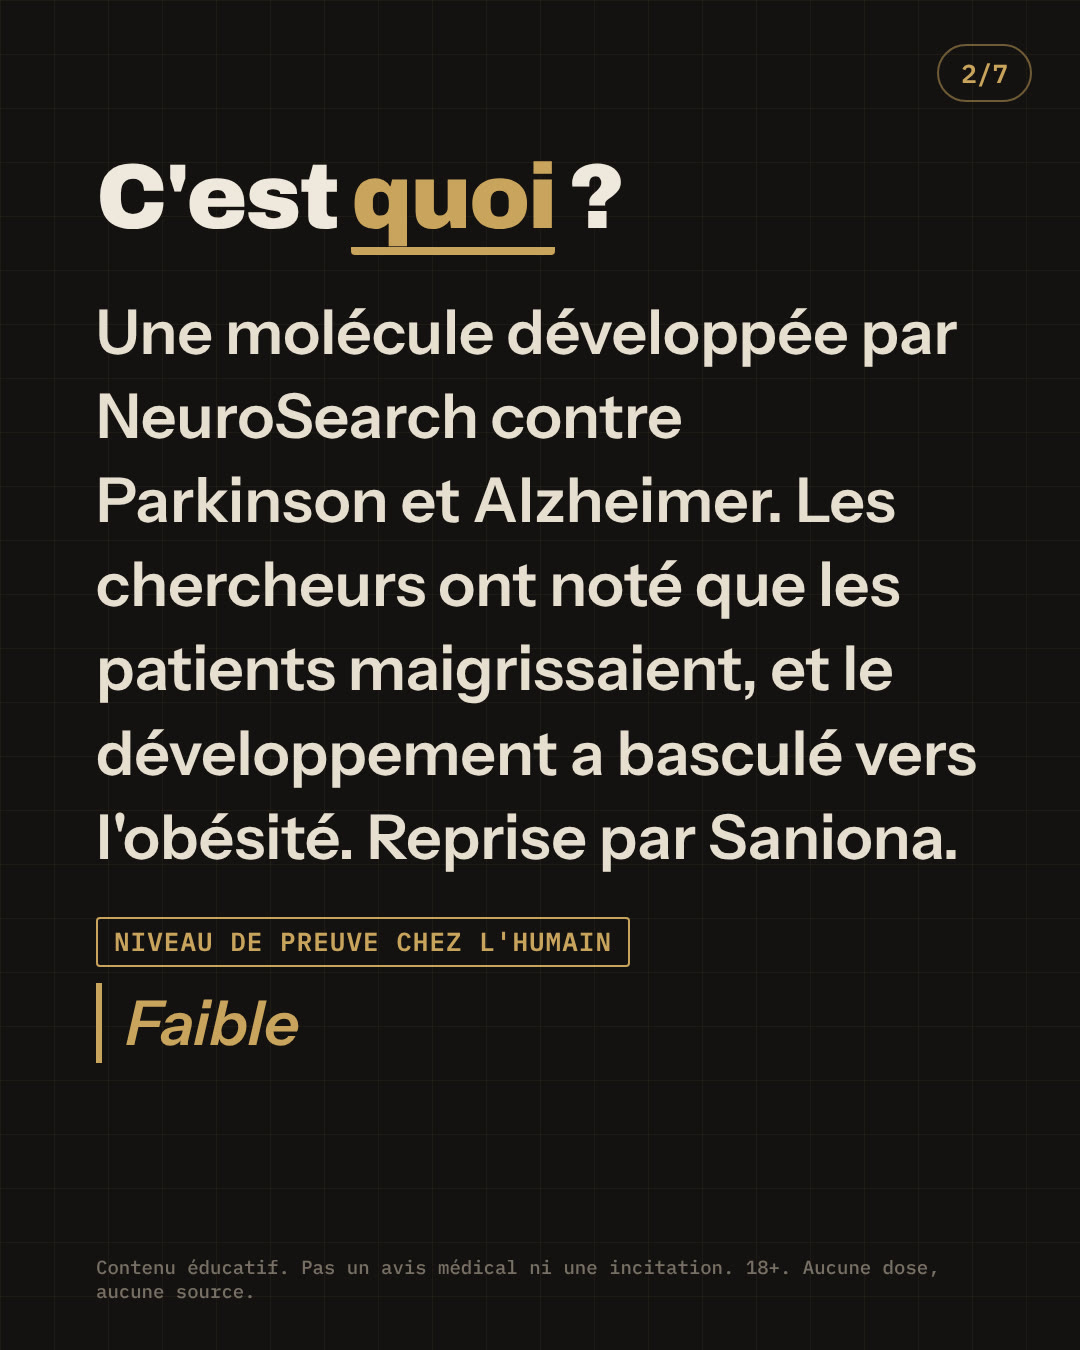 2/7
C'est quoi ?
Une molécule développée par
NeuroSearch contre
Parkinson et Alzheimer. Les
chercheurs ont noté que les
patients maigrissaient, et le
développement a basculé vers
l'obésité. Reprise par Saniona.
NIVEAU DE PREUVE CHEZ L'HUMAIN
Faible
Contenu éducatif. Pas un avis médical ni une incitation. 18+. Aucune dose,
aucune source.